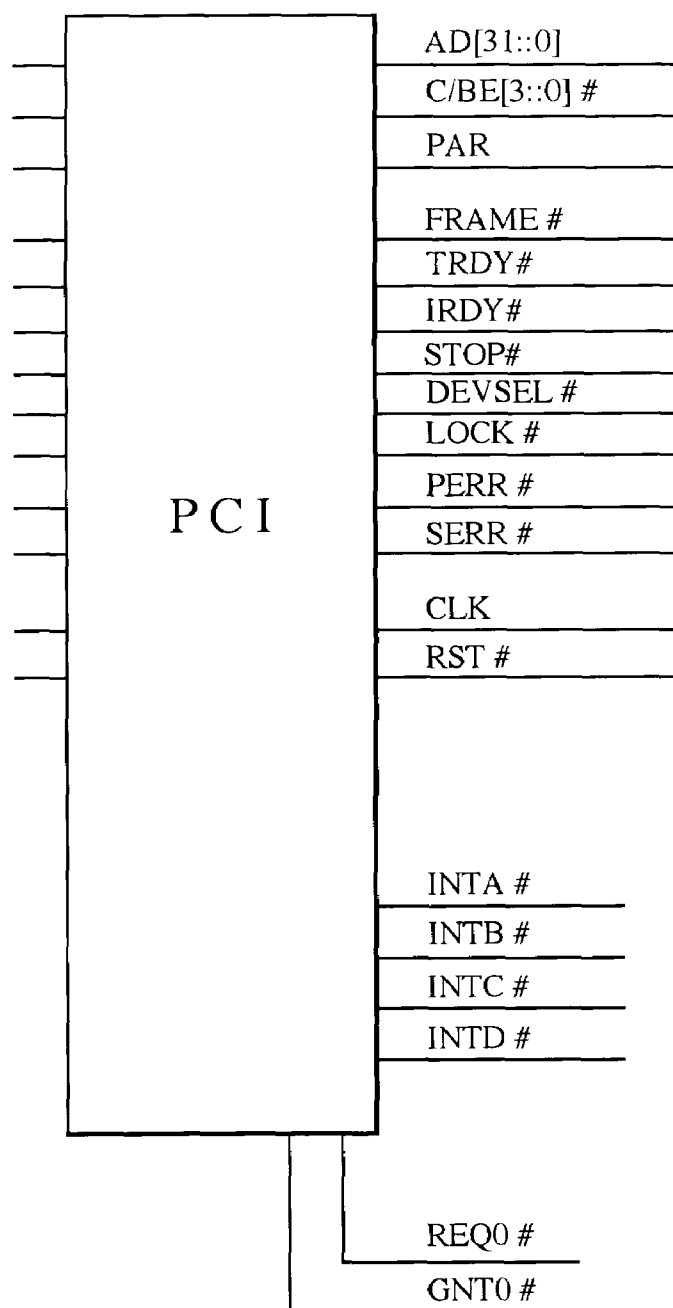 AD[31::0]
C/BE[3::0] #
PAR
FRAME #
TRDY#
IRDY#
STOP#
DEVSEL #
LOCK #
PERR #
PCI
SERR #
CLK
RST #
INTA #
INTB #
INTC #
INTD #
REQ0 #
GNT0 #